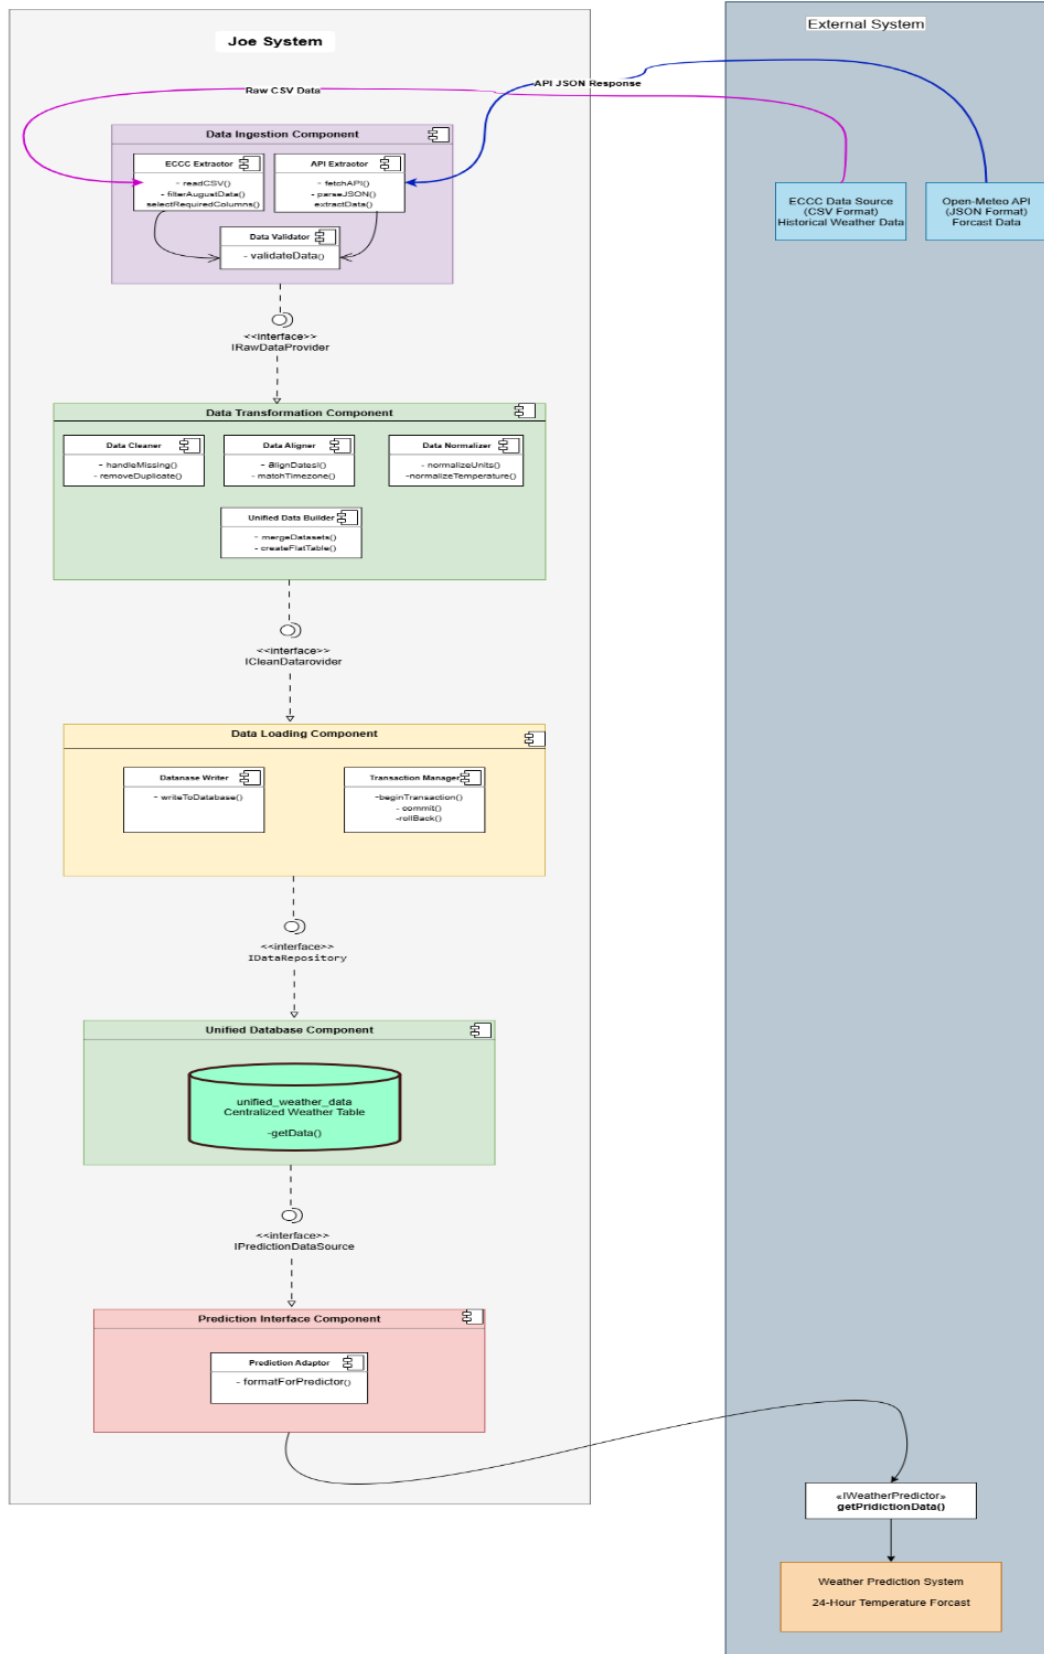 Joe System
External System
Raw CSV Data
API JSON Response
Data Ingestion Component
ECCC Extractor
- readCSV()
- filterAugustData()
selectRequiredColumns()
API Extractor
- fetchAPI()
- parseJSON()
extractData()
Data Validator
- validateData()
ECCC Data Source
(CSV Format)
Historical Weather Data
Open-Meteo API
(JSON Format)
Forcast Data
<<interface>>
IRawDataProvider
Data Transformation Component
Data Cleaner
- handleMissing()
- removeDuplicate()
Data Aligner
- alignDatesI()
- matchTimezone()
Data Normalizer
- normalizeUnits()
-normalizeTemperature()
Unified Data Builder
- mergeDatasets()
- createFlatTable()
<<interface>>
ICleanDatarovider
Data Loading Component
Datanase Writer
- writeToDatabase()
Transaction Manager
-beginTransaction()
- commit()
-rollBack()
<<interface>>
IDataRepository
Unified Database Component
unified_weather_data
Centralized Weather Table
-getData()
<<interface>>
IPredictionDataSource
Prediction Interface Component
Prediction Adaptor
- formatForPredictor()
«IWeatherPredictor»
getPridictionData()
Weather Prediction System
24-Hour Temperature Forcast